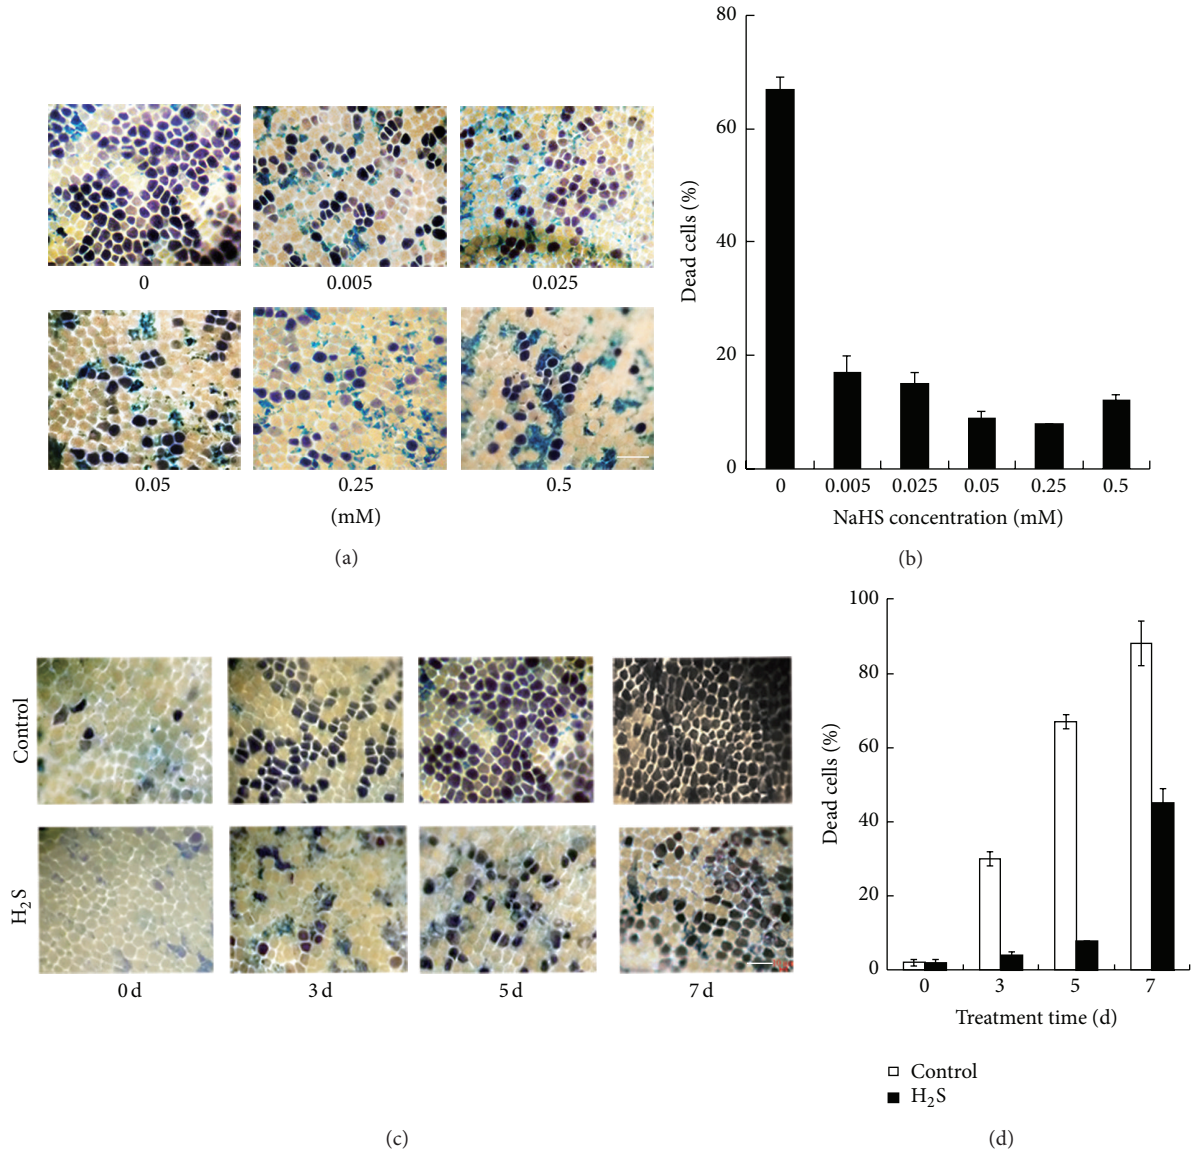 0
0.005
0.025
0.05
0.25
0.5
(mM)
(a)
80
60
40
20
0
Dead cells (%)
0
0.005
0.025
0.05
0.25
0.5
NaHS concentration (mM)
(b)
Control
H₂S
0 d
3 d
5 d
7 d
(c)
100
80
60
40
20
0
Dead cells (%)
0
3
5
7
Treatment time (d)
Control
H₂S
(d)